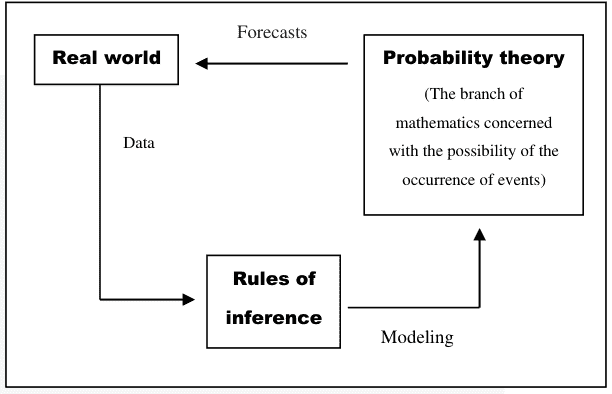 Forecasts
Real world
Probability theory
(The branch of
mathematics concerned
with the possibility of the
occurrence of events)
Data
Rules of
inference
Modeling